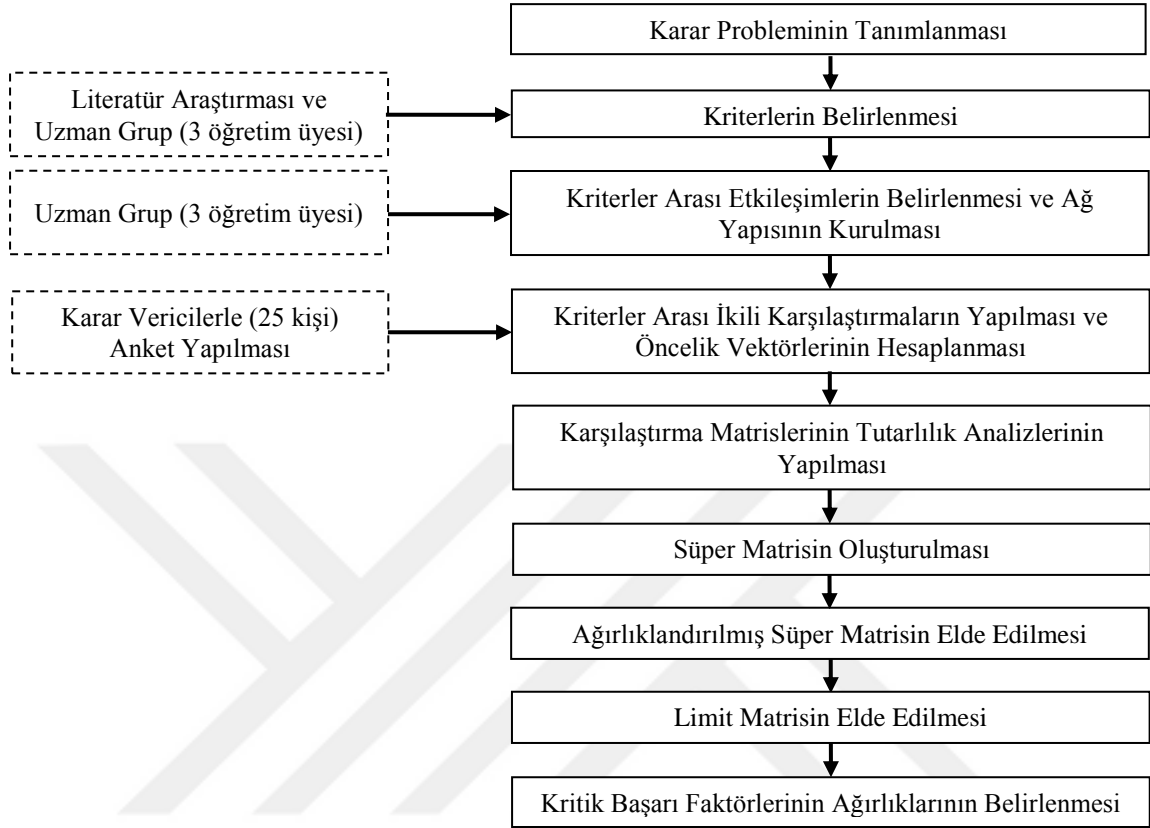 Karar Probleminin Tanımlanması
Literatür Araştırması ve
Uzman Grup (3 öğretim üyesi)
Kriterlerin Belirlenmesi
Uzman Grup (3 öğretim üyesi)
Kriterler Arası Etkileşimlerin Belirlenmesi ve Ağ
Yapısının Kurulması
Karar Vericilerle (25 kişi)
Anket Yapılması
Kriterler Arası İkili Karşılaştırmaların Yapılması ve
Öncelik Vektörlerinin Hesaplanması
Karşılaştırma Matrislerinin Tutarlılık Analizlerinin
Yapılması
Süper Matrisin Oluşturulması
Ağırlıklandırılmış Süper Matrisin Elde Edilmesi
Limit Matrisin Elde Edilmesi
Kritik Başarı Faktörlerinin Ağırlıklarının Belirlenmesi